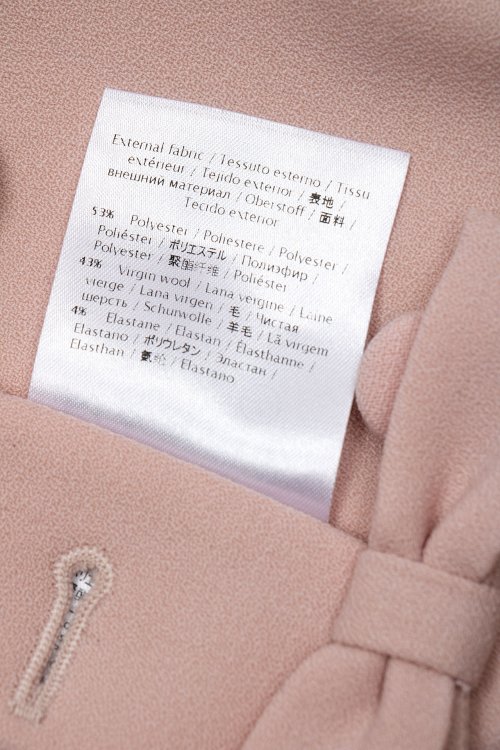 External fabric / Tessuto esterno / Tissu
extérieur / Tejido exterior / 表地 /
внешний материал / Oberstoff / 面料 /
Tecido exterior
53% Polyester / Poliestere / Polyester /
Poliéster / ポリエステル / Полиэфир /
Polyester / 聚酯纤维 / Poliéster
43% Virgin wool / Lana vergine / Laine
vierge / Lana virgen / 毛 / Чистая
шерсть / Schurwolle / 羊毛 / Lã virgem
4% Elastane / Elastan / Élasthanne /
Elastano / ポリウレタン / Эластан /
Elasthan / 氨纶 / Elastano